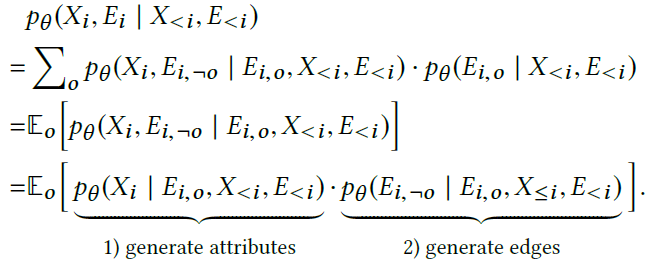 p_θ(X_i, E_i | X_{<i}, E_{<i})
= ∑_o p_θ(X_i, E_{i,¬o} | E_{i,o}, X_{<i}, E_{<i}) · p_θ(E_{i,o} | X_{<i}, E_{<i})
=𝔼_o[p_θ(X_i, E_{i,¬o} | E_{i,o}, X_{<i}, E_{<i})]
=𝔼_o[p_θ(X_i | E_{i,o}, X_{<i}, E_{<i}) · p_θ(E_{i,¬o} | E_{i,o}, X_{≤i}, E_{<i})].
1) generate attributes 2) generate edges